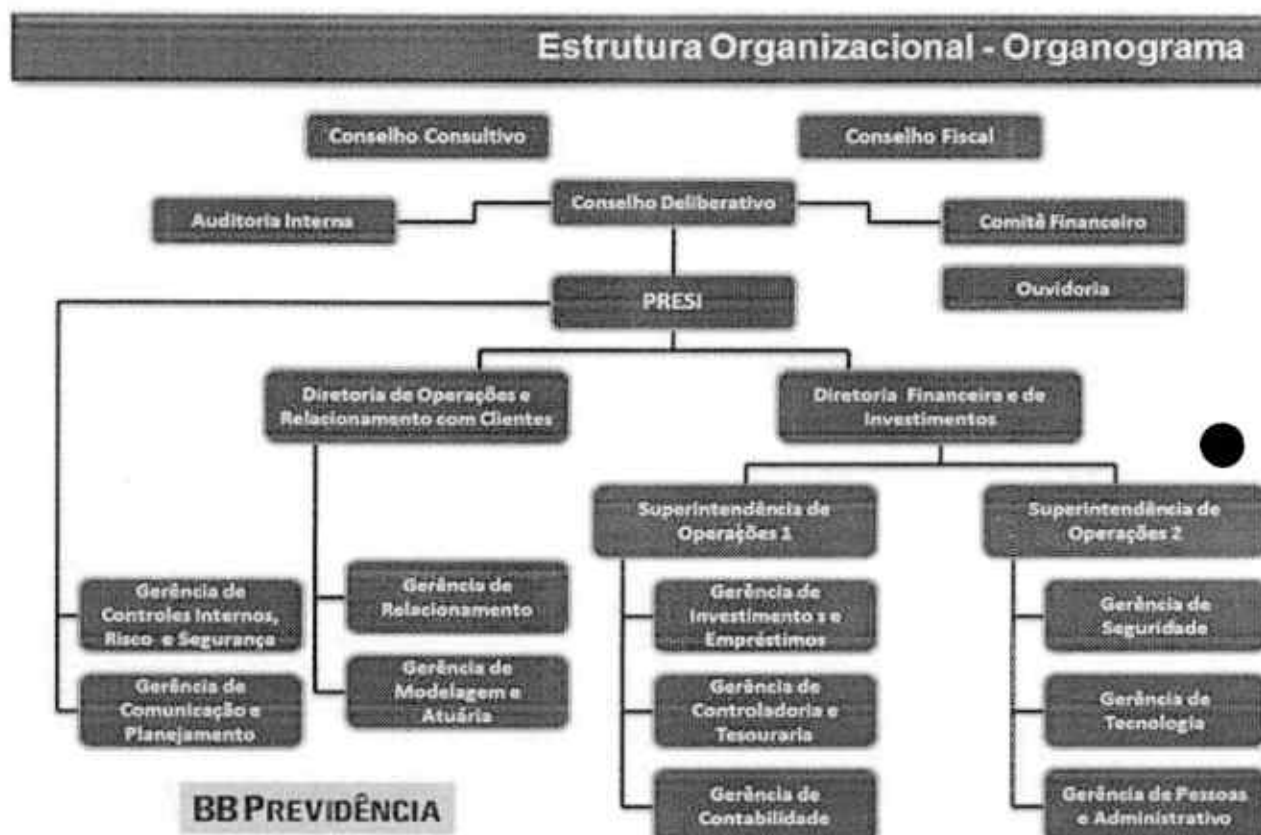 Estrutura Organizacional - Organograma
Conselho Consultivo
Conselho Fiscal
Conselho Deliberativo
Auditoria Interna
Comitê Financeiro
Ouvidoria
PRESI
Diretoria de Operações e
Relacionamento com Clientes
Diretoria Financeira e de
Investimentos
Superintendência de
Operações 1
Superintendência de
Operações 2
Gerência de
Controles Internos,
Risco e Segurança
Gerência de
Comunicação e
Planejamento
Gerência de
Relacionamento
Gerência de
Modelagem e
Atuária
Gerência de
Investimento s e
Empréstimos
Gerência de
Controladoria e
Tesouraria
Gerência de
Contabilidade
Gerência de
Seguridade
Gerência de
Tecnologia
Gerência de Pessoas
e Administrativo
BB PREVIDÊNCIA